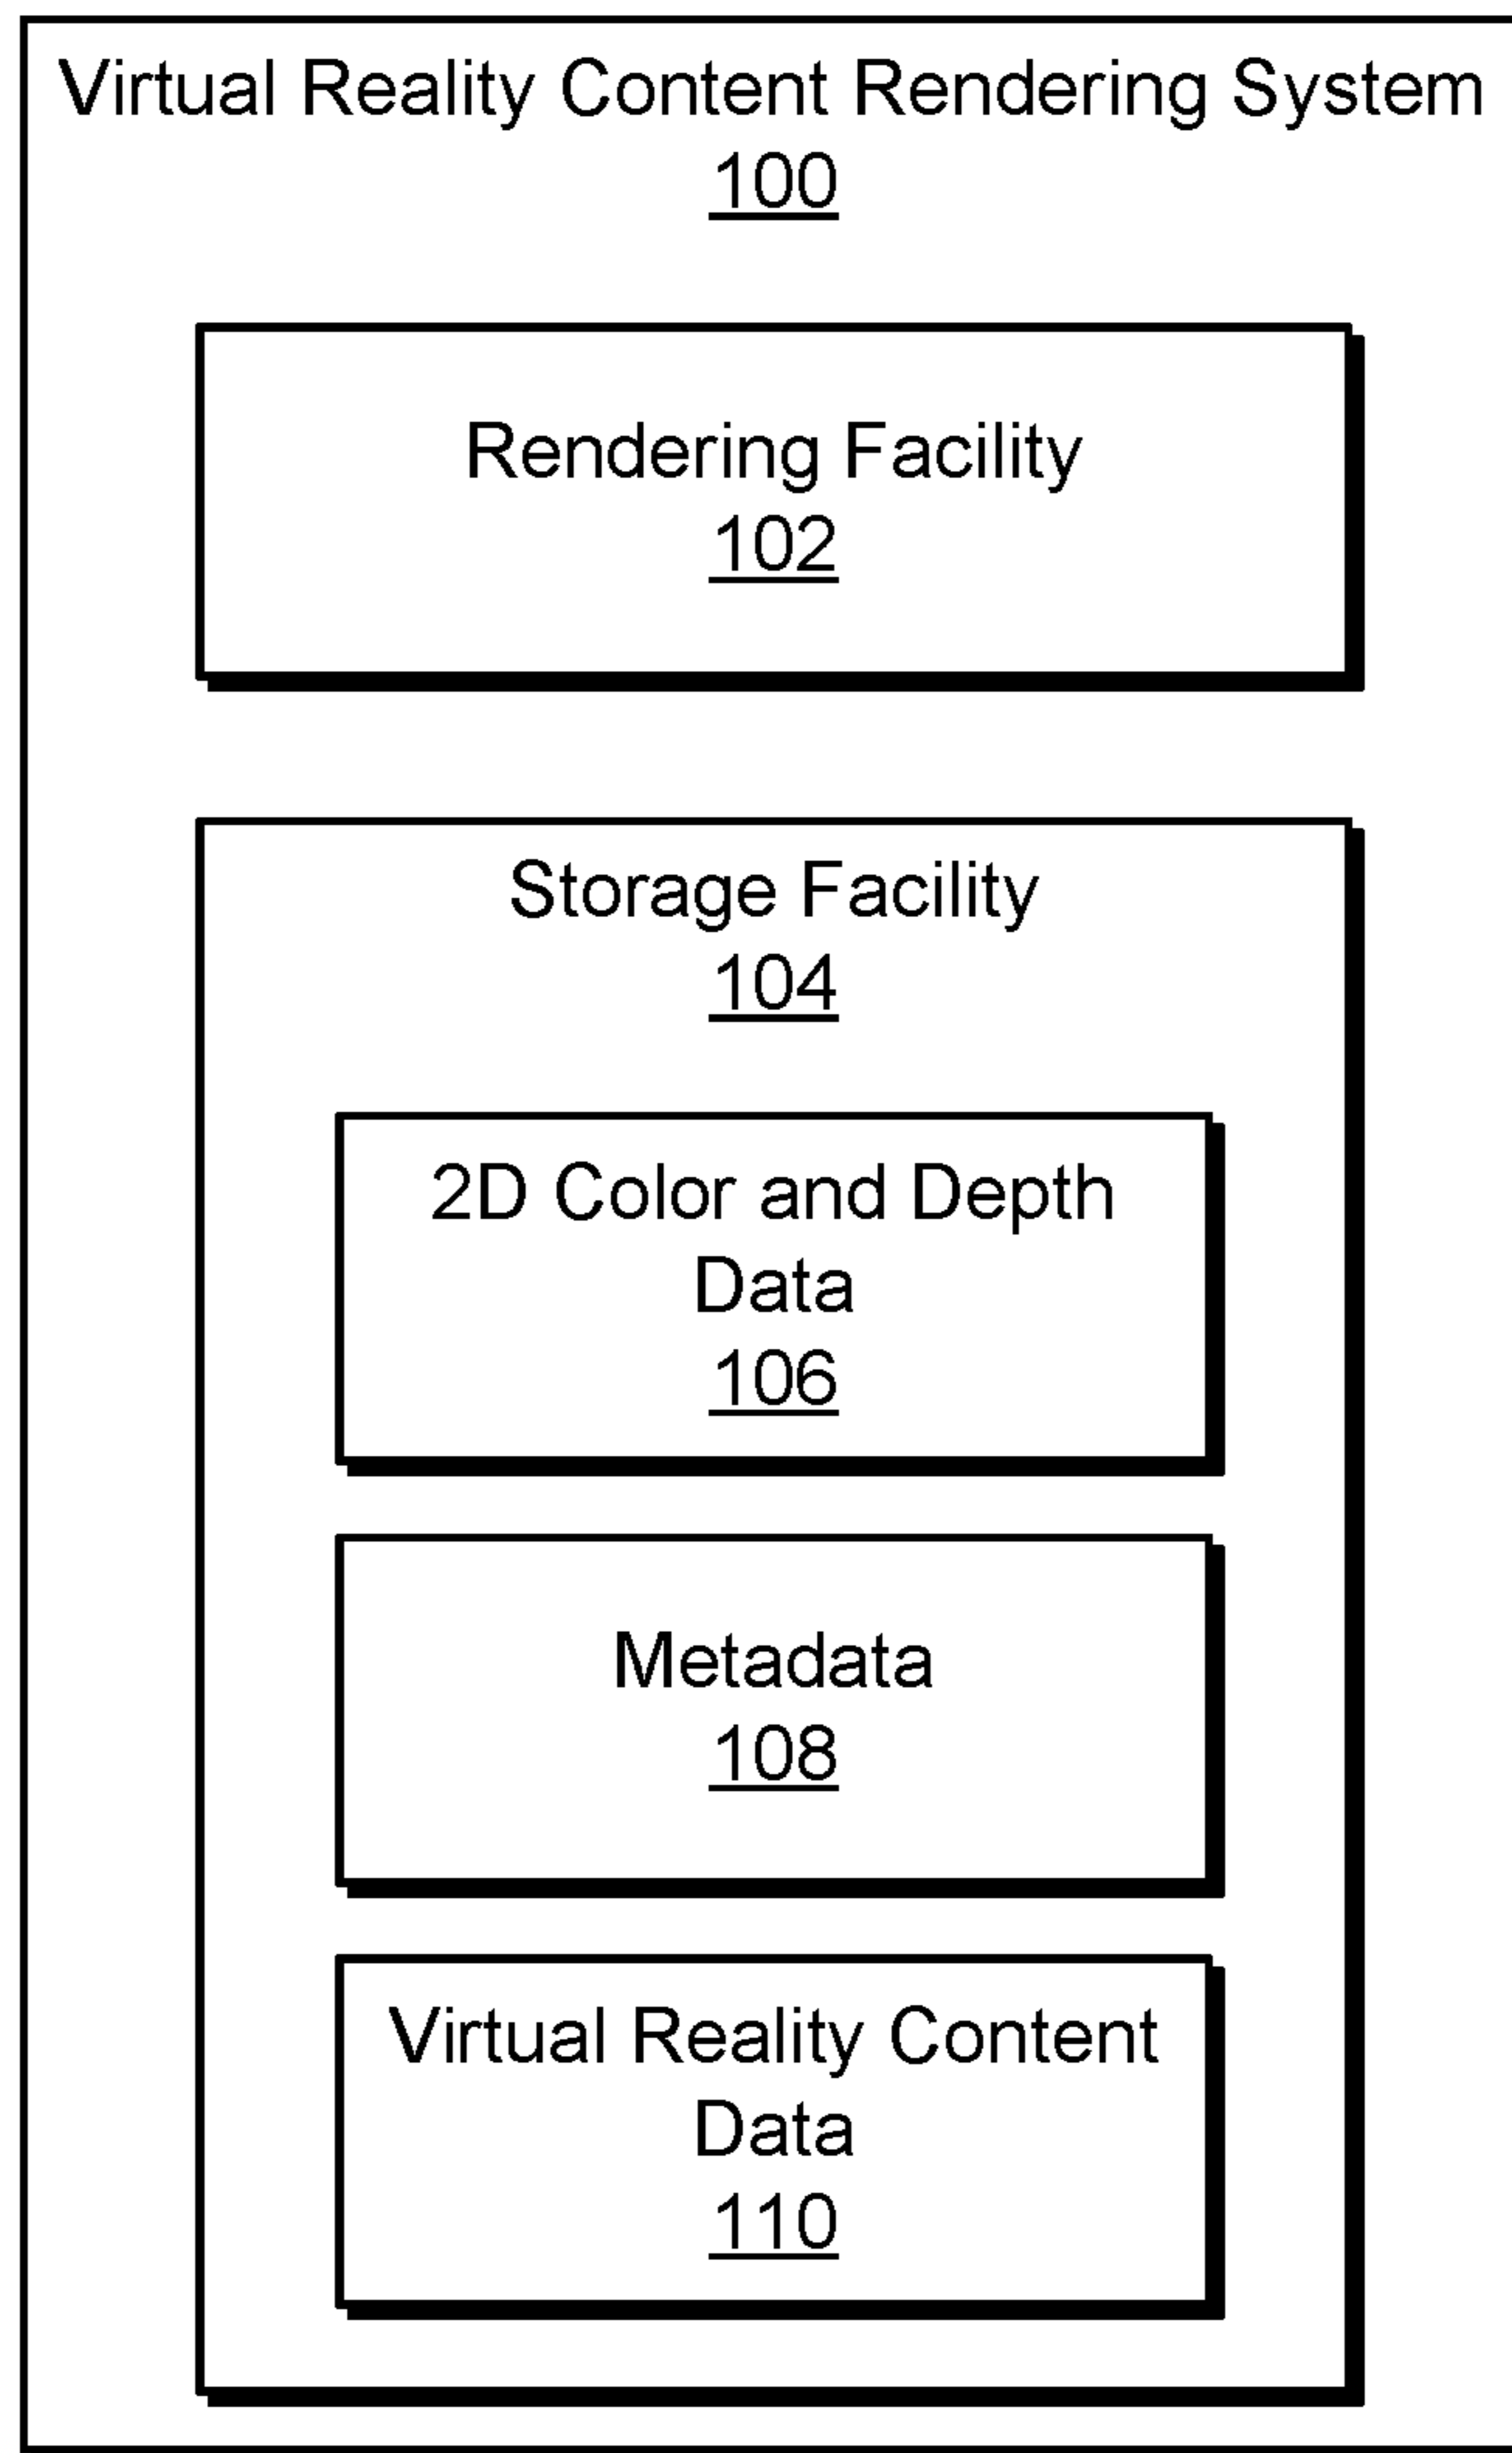 Virtual Reality Content Rendering System
100
Rendering Facility
102
Storage Facility
104
2D Color and Depth
Data
106
Metadata
108
Virtual Reality Content
Data
110